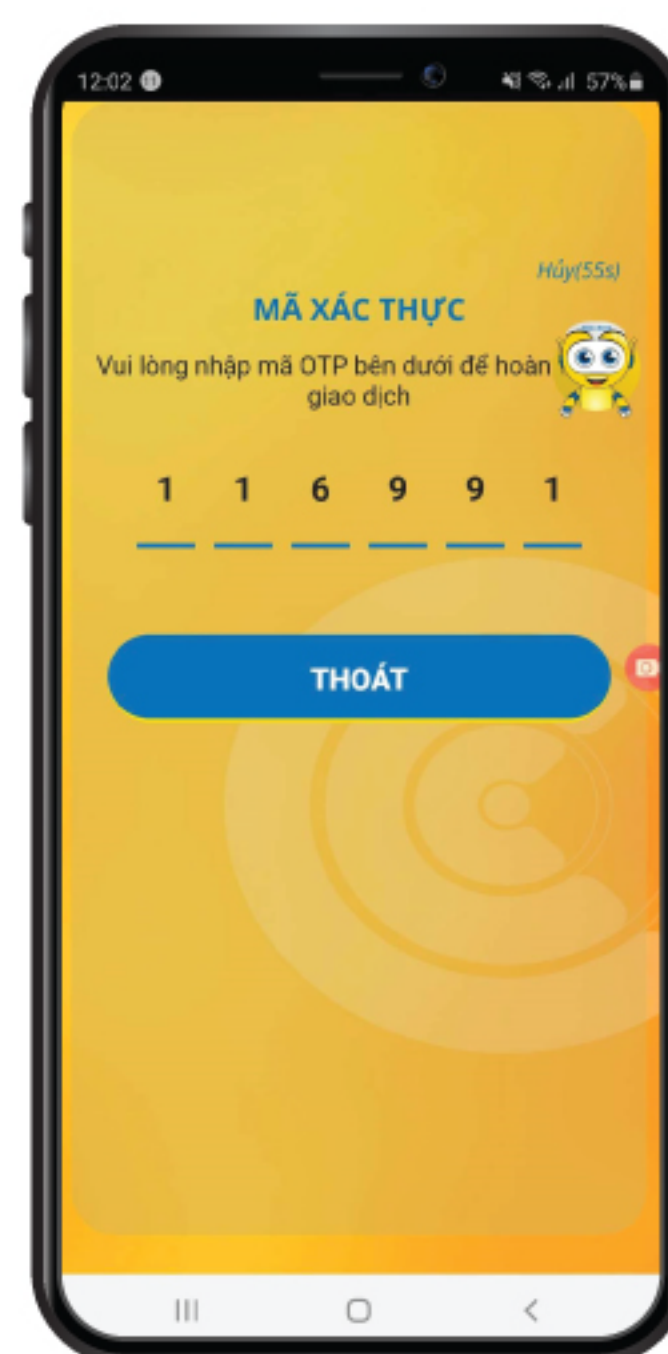 12:02
57%
Hủy(55s)
MÃ XÁC THỰC
Vui lòng nhập mã OTP bên dưới để hoàn
giao dịch
1 1 6 9 9 1
THOÁT